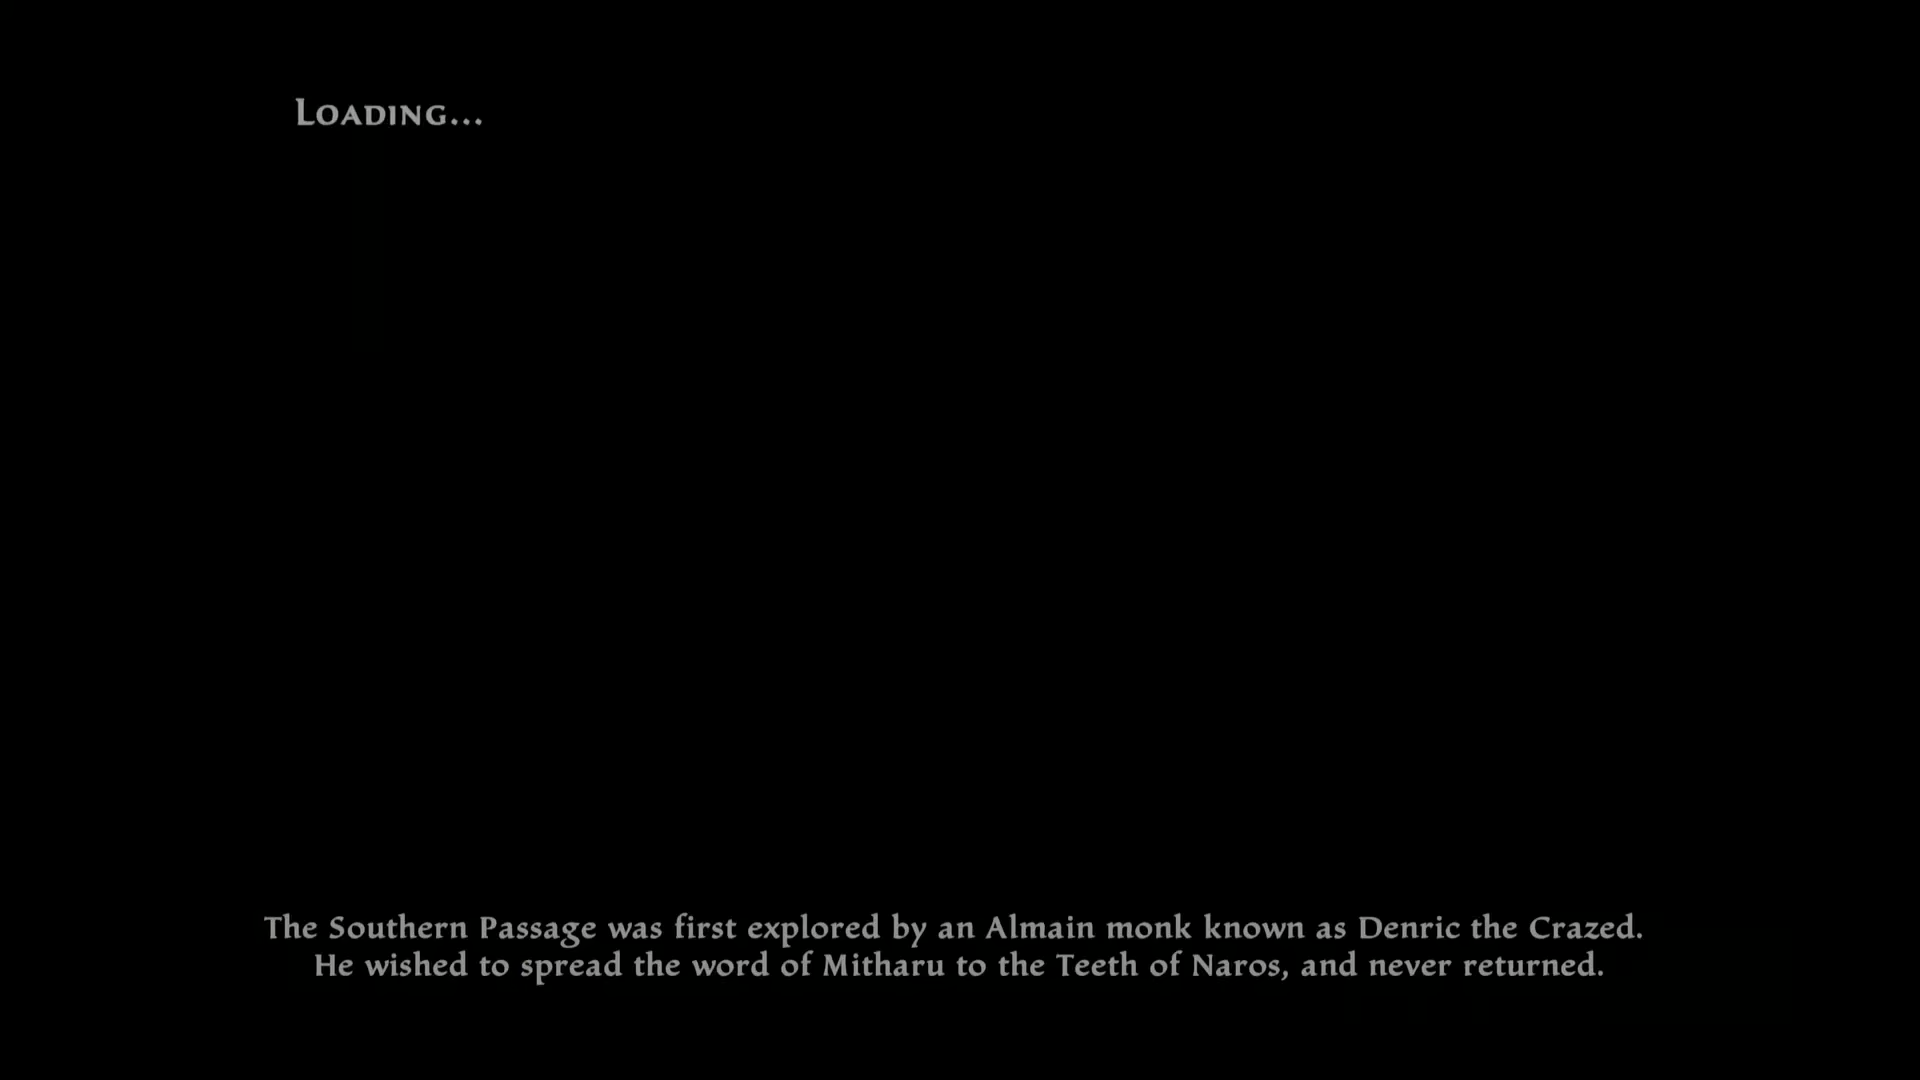 Loading...
The Southern Passage was first explored by an Almain monk known as Denric the Crazed.
He wished to spread the word of Mitharu to the Teeth of Naros, and never returned.